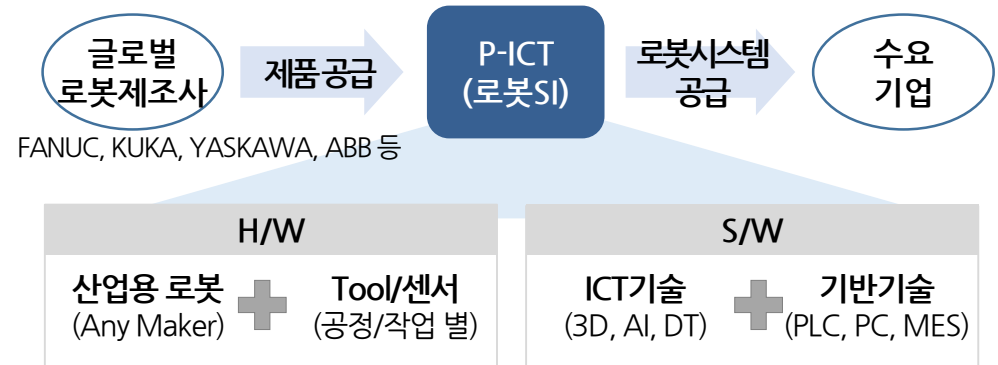 글로벌
로봇제조사
제품 공급
P-ICT
(로봇SI)
로봇시스템
공급
수요
기업
FANUC, KUKA, YASKAWA, ABB 등
H/W
S/W
산업용 로봇
(Any Maker)
Tool/센서
(공정/작업 별)
ICT기술
(3D, AI, DT)
기반기술
(PLC, PC, MES)